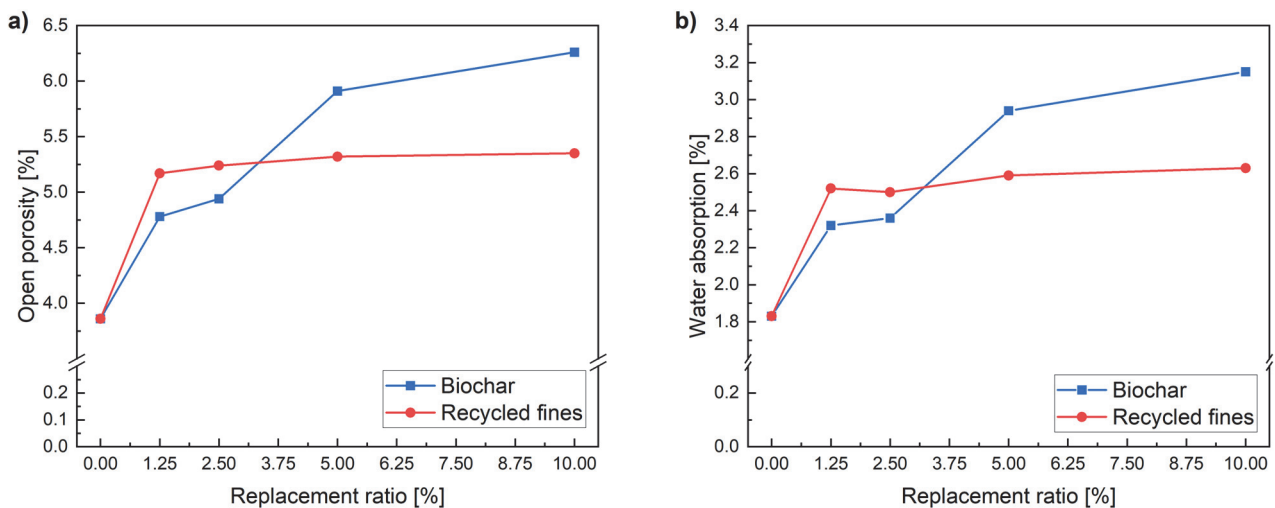 a)
6.5
6.0
5.5
5.0
4.5
4.0
0.2
0.1
0.0
Open porosity [%]
Biochar
Recycled fines
0.00 1.25 2.50 3.75 5.00 6.25 7.50 8.75 10.00
Replacement ratio [%]
b)
3.4
3.2
3.0
2.8
2.6
2.4
2.2
2.0
1.8
0.2
0.0
Water absorption [%]
Biochar
Recycled fines
0.00 1.25 2.50 3.75 5.00 6.25 7.50 8.75 10.00
Replacement ratio [%]